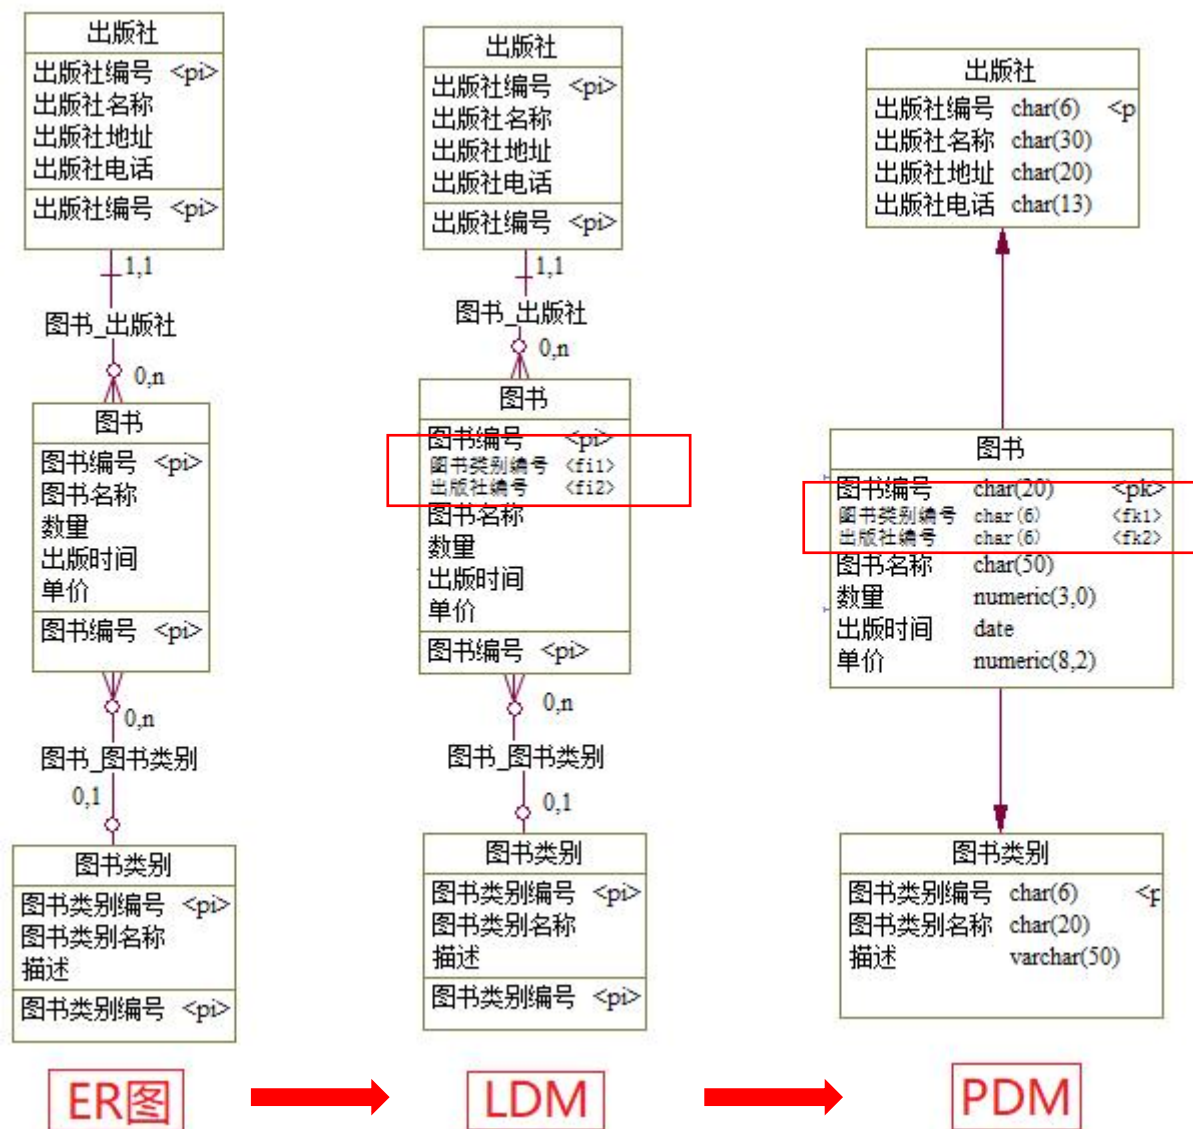 出版社
出版社编号 <pi>
出版社名称
出版社地址
出版社电话
出版社编号 <pi>
1,1
图书_出版社
0,n
图书
图书编号 <pi>
图书名称
数量
出版时间
单价
图书编号 <pi>
0,n
图书_图书类别
0,1
图书类别
图书类别编号 <pi>
图书类别名称
描述
图书类别编号 <pi>
ER图
出版社
出版社编号 <pi>
出版社名称
出版社地址
出版社电话
出版社编号 <pi>
1,1
图书_出版社
0,n
图书
图书编号 <pi>
图书类别编号 <fi1>
出版社编号 <fi2>
图书名称
数量
出版时间
单价
图书编号 <pi>
0,n
图书_图书类别
0,1
图书类别
图书类别编号 <pi>
图书类别名称
描述
图书类别编号 <pi>
LDM
出版社
出版社编号 char(6) <p
出版社名称 char(30)
出版社地址 char(20)
出版社电话 char(13)
图书
图书编号 char(20) <pk>
图书类别编号 char(6) <fk1>
出版社编号 char(6) <fk2>
图书名称 char(50)
数量 numeric(3,0)
出版时间 date
单价 numeric(8,2)
图书类别
图书类别编号 char(6) <p
图书类别名称 char(20)
描述 varchar(50)
PDM